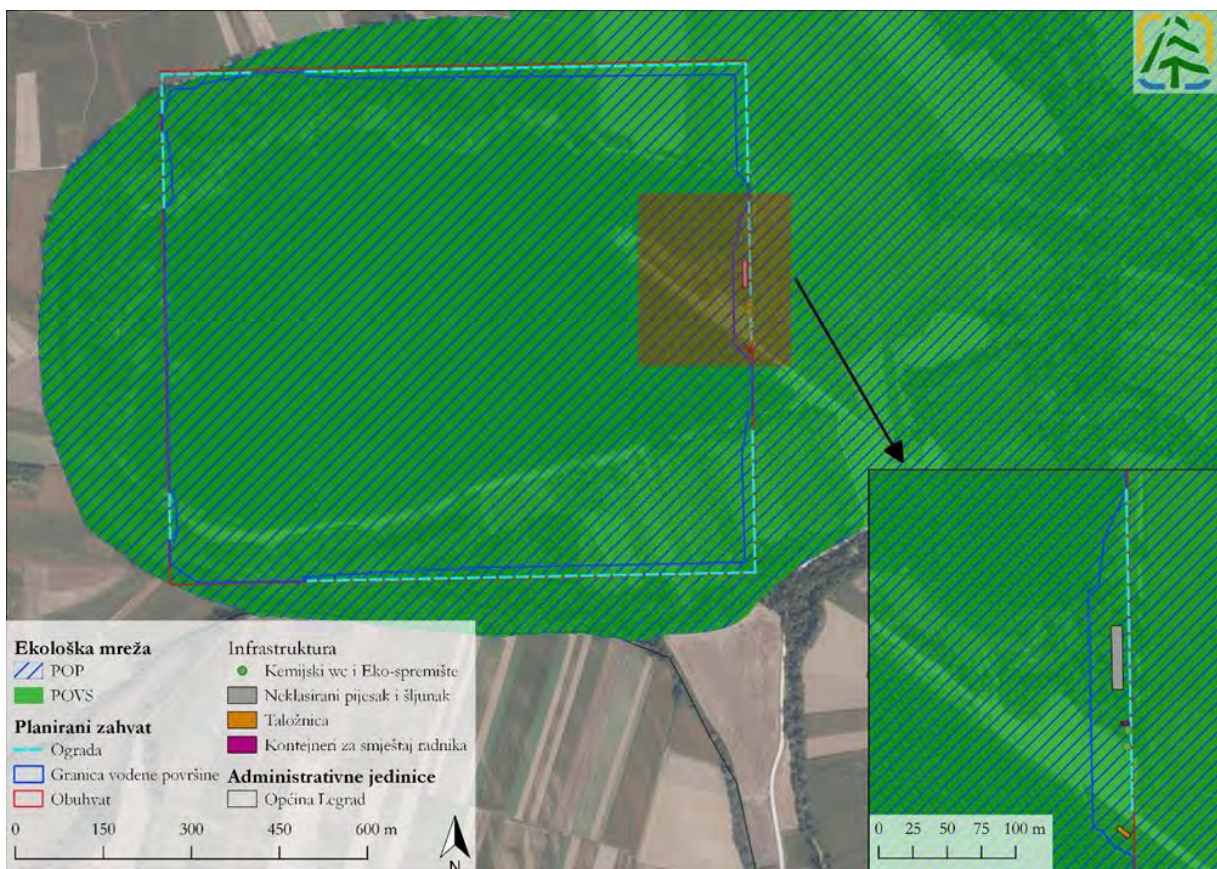 Ekološka mreža
POP
POVS
Planirani zahvat
Ograda
Granica vodene površine
Obuhvat
0 150 300 600 m
Infrastruktura
Kemijski wc i Eko-spremište
Neklasirani pijesak i šljunak
Taložnica
Kontejneri za smještaj radnika
Administrativne jedinice
Općina Legrad
N
0 25 50 75 100 m